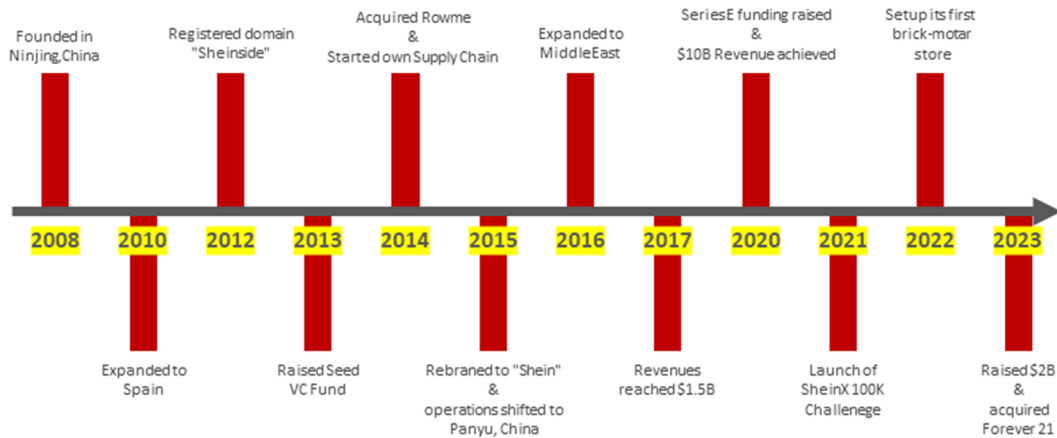 Founded in
Ninjing,China
Registered domain
"Sheinside"
Acquired Rowme
&
Started own Supply Chain
Expanded to
MiddleEast
SeriesE funding raised
&
$10B Revenue achieved
Setup its first
brick-motar
store
2008 2010 2012 2013 2014 2015 2016 2017 2020 2021 2022 2023
Expanded to
Spain
Raised Seed
VC Fund
Rebraned to "Shein"
&
operations shifted to
Panyu, China
Revenues
reached $1.5B
Launch of
SheinX 100K
Challenege
Raised $2B
&
acquired
Forever 21